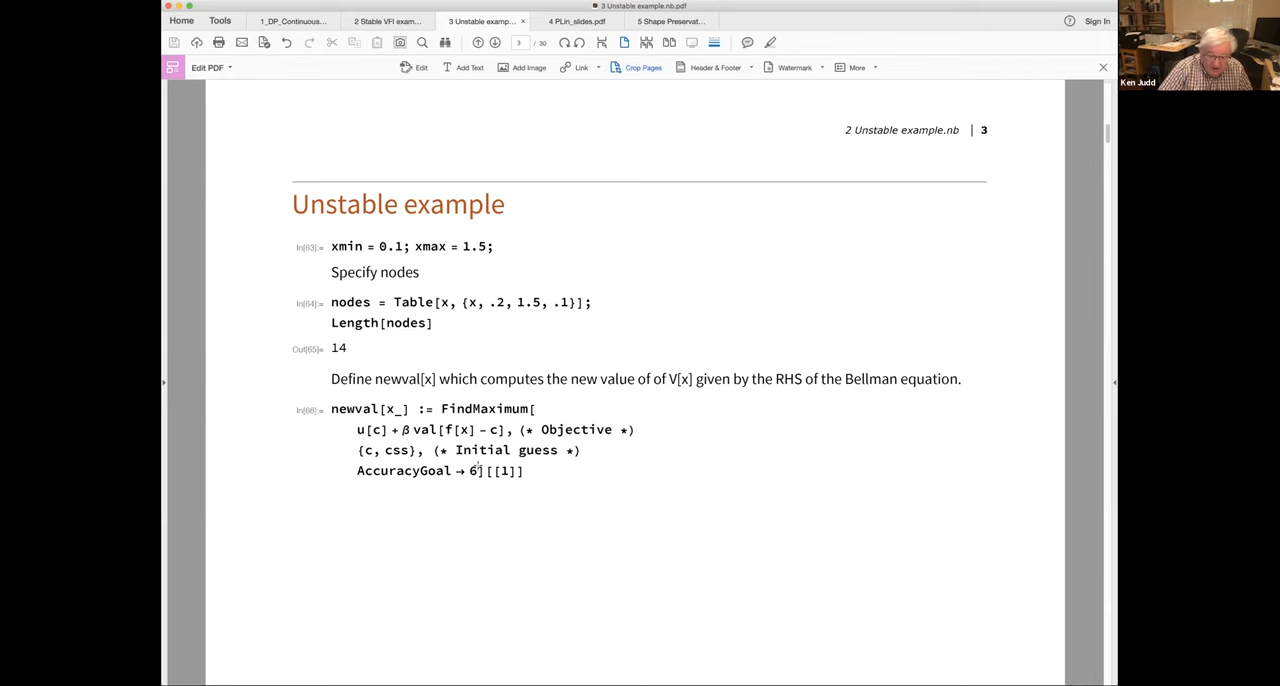 3 Unstable example.nb.pdf
Home Tools 1_DP_Continuous... 2 Stable VFI exam... 3 Unstable examp... × 4 PLin_slides.pdf 5 Shape Preservat... Sign In
3 / 30
Edit PDF Edit Add Text Add Image Link Crop Pages Header & Footer Watermark More
Ken Judd
2 Unstable example.nb | 3
Unstable example
In[63]:= xmin = 0.1; xmax = 1.5;
Specify nodes
In[64]:= nodes = Table[x, {x, .2, 1.5, .1}];
Length[nodes]
Out[65]= 14
Define newval[x] which computes the new value of of V[x] given by the RHS of the Bellman equation.
In[66]:= newval[x_] := FindMaximum[
u[c] + β val[f[x] - c], (* Objective *)
{c, css}, (* Initial guess *)
AccuracyGoal → 6][[1]]